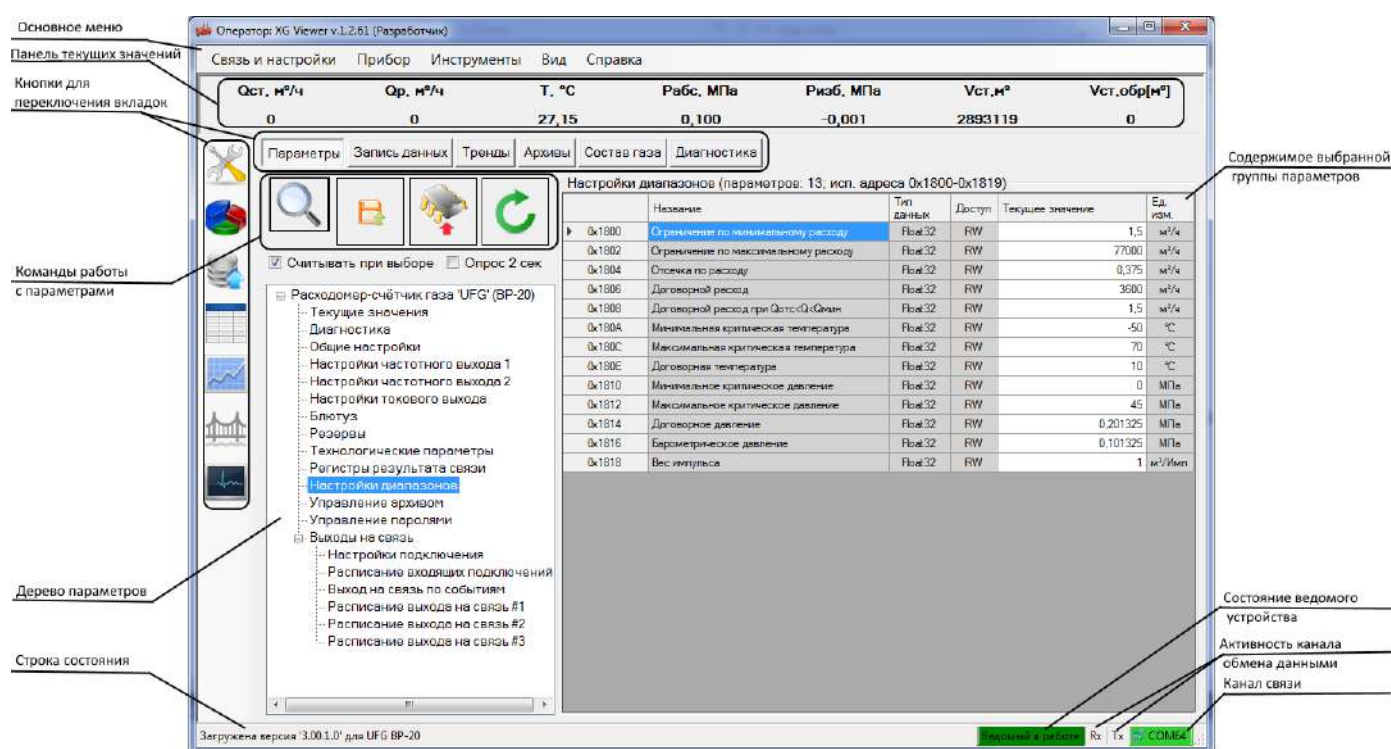 Основное меню
Панель текущих значений
Кнопки для
переключения вкладок
Команды работы
с параметрами
Дерево параметров
Строка состояния
Оператор: XG Viewer v.1.2.61 (Разработчик)
Связь и настройки Прибор Инструменты Вид Справка
Qст, м³/ч Qр, м³/ч T, °C Pабс, МПа Pизб, МПа Vст,м³ Vст,обр[м³]
0 0 27,15 0,100 -0,001 2893119 0
Параметры Запись данных Тренды Архивы Состав газа Диагностика
Считывать при выборе Опрос 2 сек
Расходомер-счётчик газа 'UFG' (BP-20)
Текущие значения
Диагностика
Общие настройки
Настройки частотного выхода 1
Настройки частотного выхода 2
Настройки токового выхода
Блютуз
Резервы
Технологические параметры
Регистры результата связи
Настройки диапазонов
Управление архивом
Управление паролями
Выходы на связь
Настройки подключения
Расписание входящих подключений
Выход на связь по событиям
Расписание выхода на связь #1
Расписание выхода на связь #2
Расписание выхода на связь #3
Настройки диапазонов (параметров: 13; исп. адреса 0x1800-0x1819)
Название Тип данных Доступ Текущее значение Ед. изм.
0x1800 Ограничение по минимальному расходу Float32 RW 1,5 м³/ч
0x1802 Ограничение по максимальному расходу Float32 RW 77000 м³/ч
0x1804 Отсечка по расходу Float32 RW 0,375 м³/ч
0x1806 Договорной расход Float32 RW 3600 м³/ч
0x1808 Договорной расход при Qотс<Q<Qмин Float32 RW 1,5 м³/ч
0x180A Минимальная критическая температура Float32 RW -50 °C
0x180C Максимальная критическая температура Float32 RW 70 °C
0x180E Договорная температура Float32 RW 10 °C
0x1810 Минимальное критическое давление Float32 RW 0 МПа
0x1812 Максимальное критическое давление Float32 RW 45 МПа
0x1814 Договорное давление Float32 RW 0,201325 МПа
0x1816 Барометрическое давление Float32 RW 0,101325 МПа
0x1818 Вес импульса Float32 RW 1 м³/Имп
Загружена версия '3.00.1.0' для UFG BP-20
Ведомый в работе Rx Tx COM64
Содержимое выбранной
группы параметров
Состояние ведомого
устройства
Активность канала
обмена данными
Канал связи